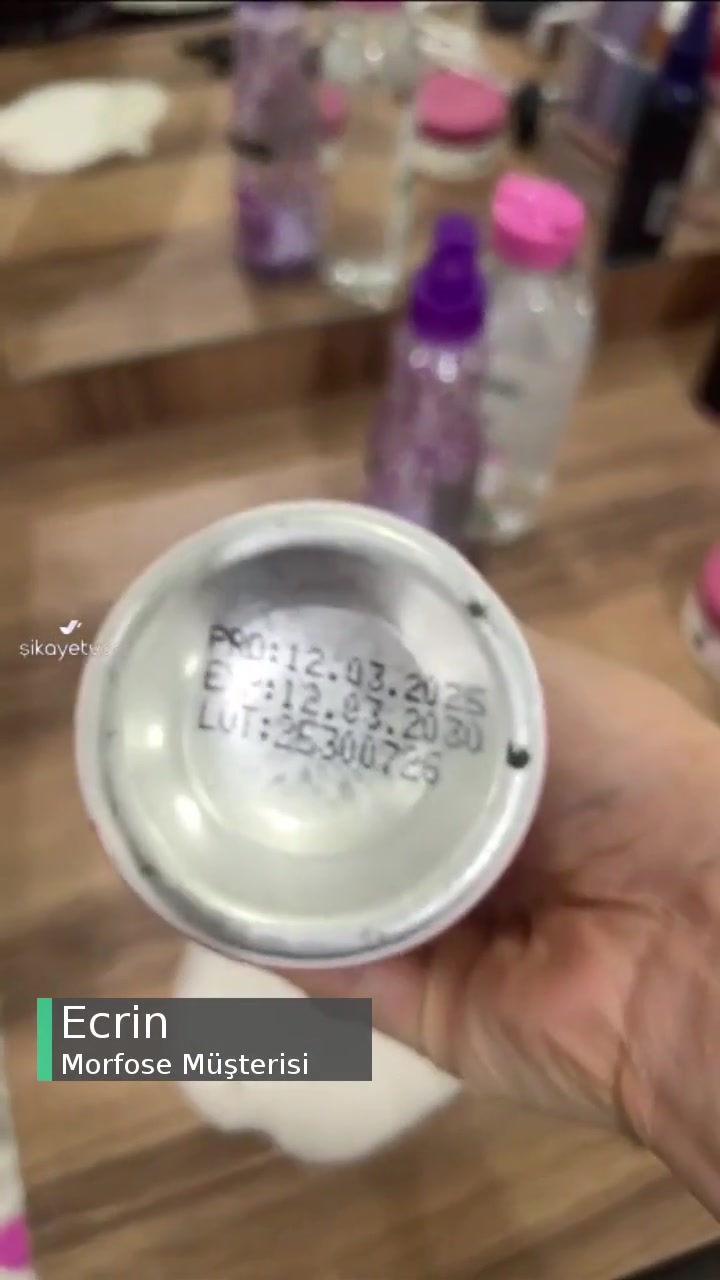 şikayetvar
PRO:12.03.2025
EXP:12.03.2030
LOT:25300726
Ecrin
Morfose Müşterisi